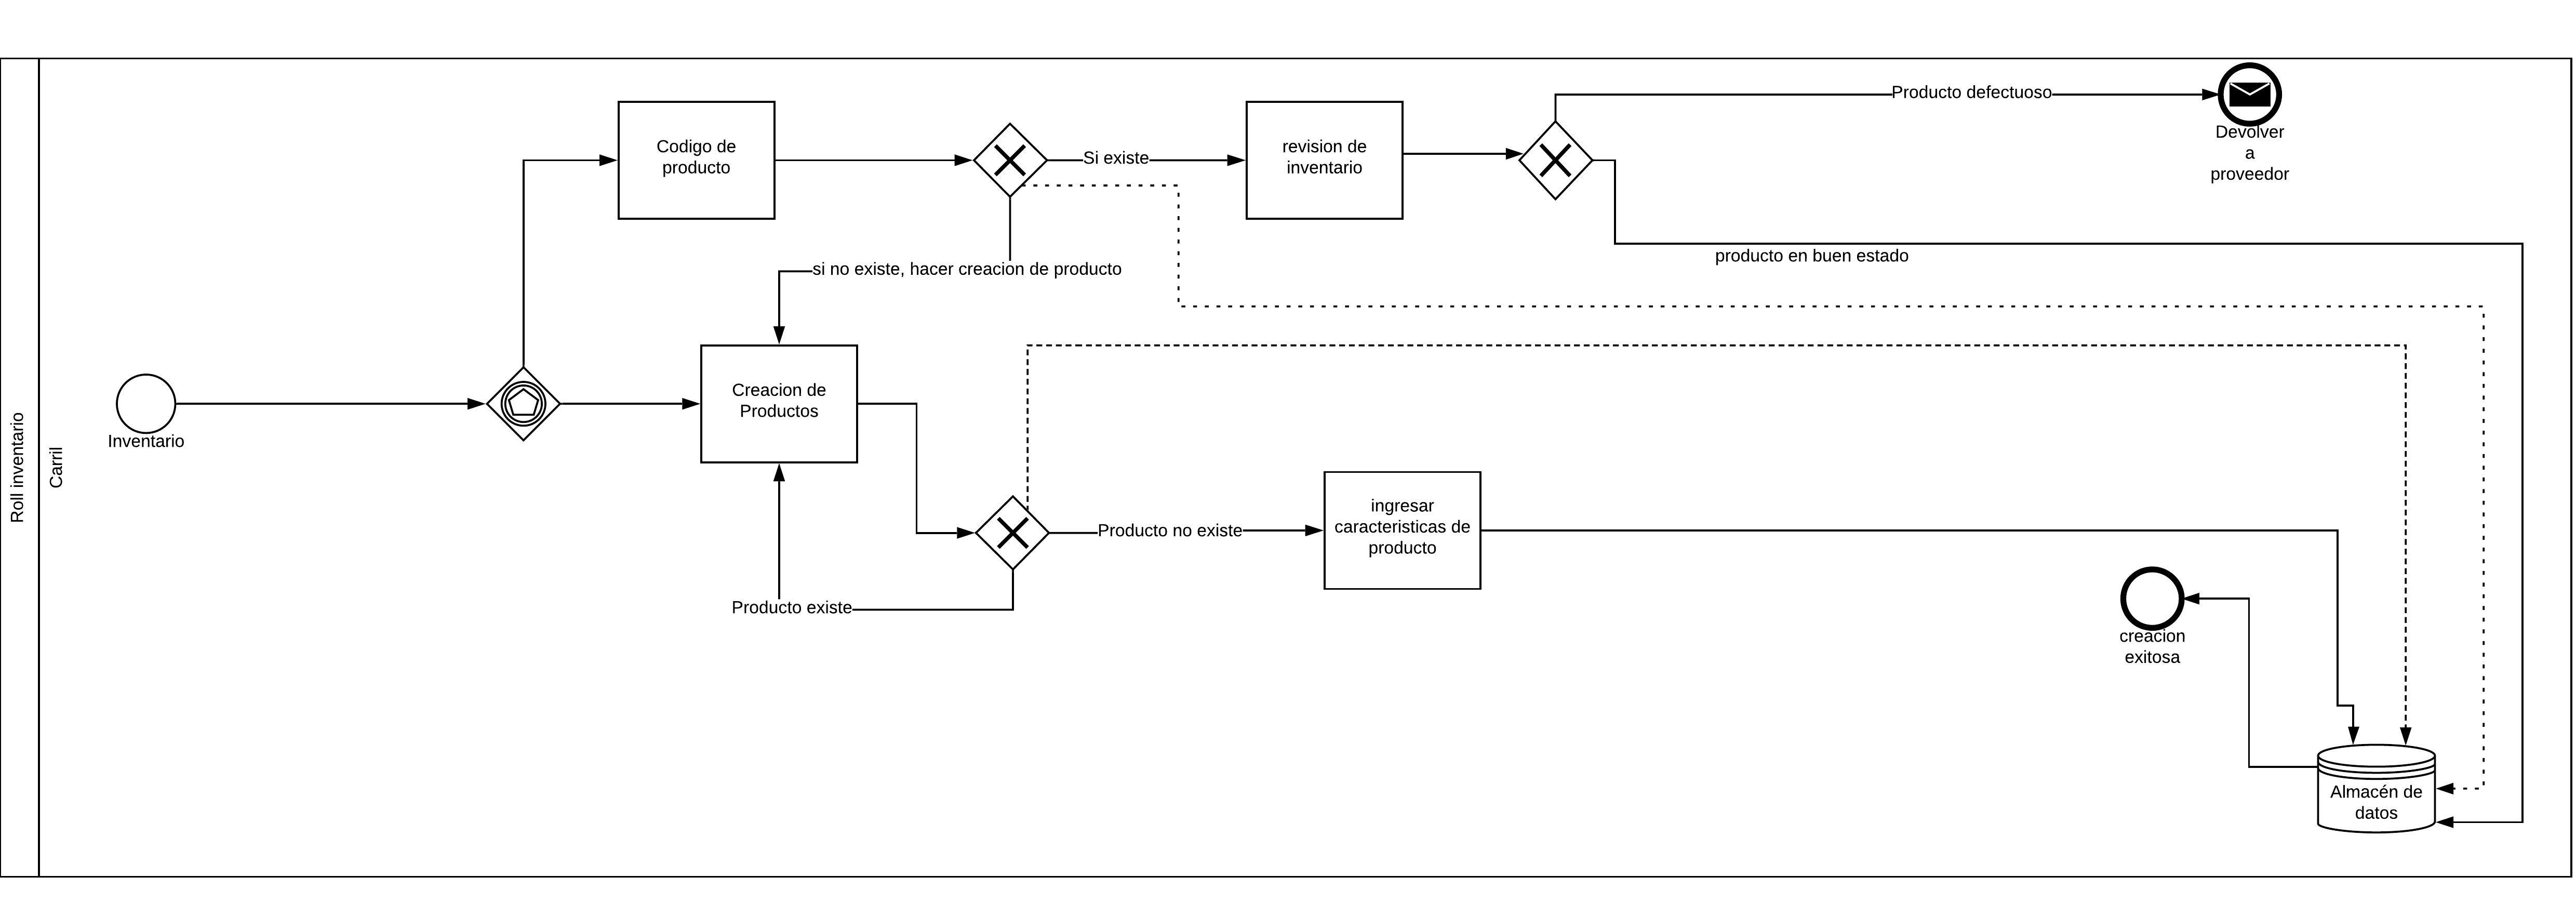 Roll inventario
Carril
Inventario
Codigo de
producto
Si existe
revision de
inventario
Producto defectuoso
Devolver
a
proveedor
producto en buen estado
si no existe, hacer creacion de producto
Creacion de
Productos
Producto no existe
Producto existe
ingresar
caracteristicas de
producto
creacion
exitosa
Almacén de
datos